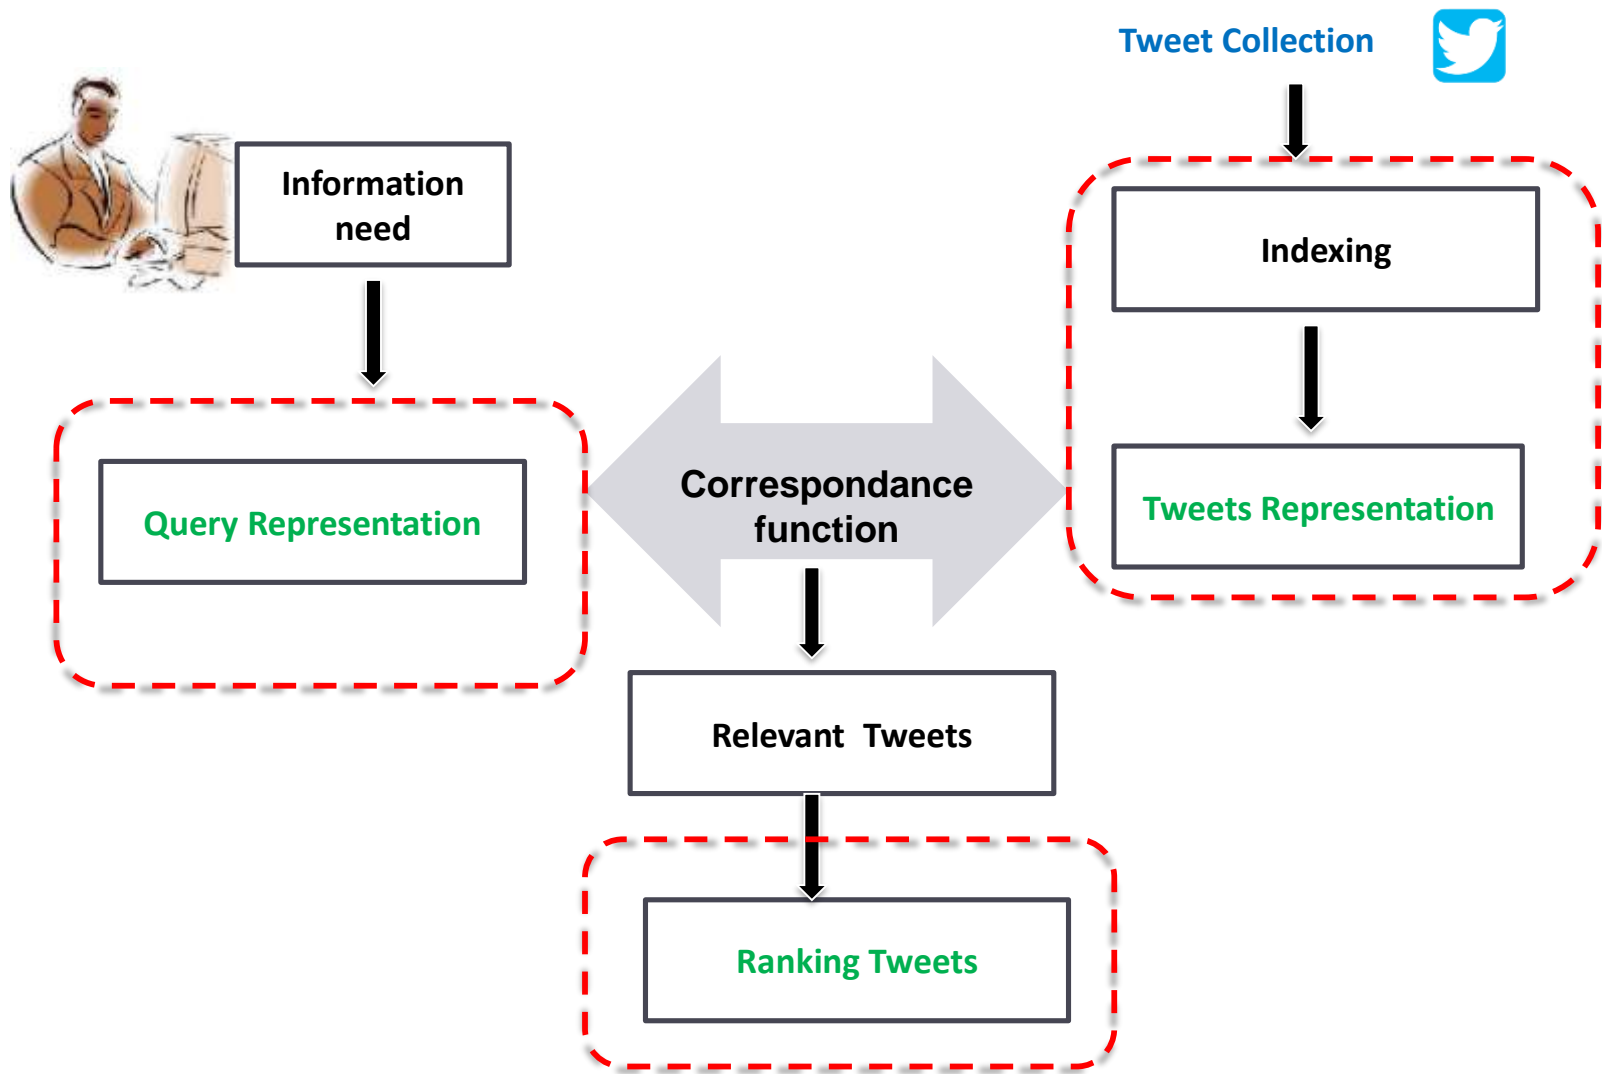 Tweet Collection
Information
need
Indexing
Query Representation
Correspondance
function
Tweets Representation
Relevant Tweets
Ranking Tweets